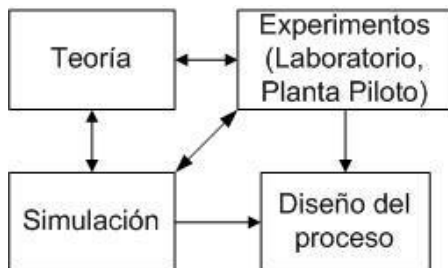 Teoría
Experimentos
(Laboratorio,
Planta Piloto)
Simulación
Diseño del
proceso